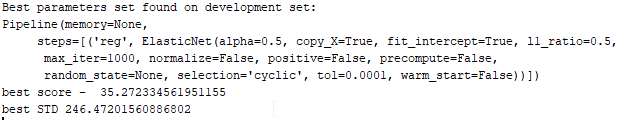 Best parameters set found on development set:
Pipeline(memory=None,
steps=[('reg', ElasticNet(alpha=0.5, copy_X=True, fit_intercept=True, l1_ratio=0.5,
max_iter=1000, normalize=False, positive=False, precompute=False,
random_state=None, selection='cyclic', tol=0.0001, warm_start=False))])
best score -  35.272334561951155
best STD 246.47201560886802